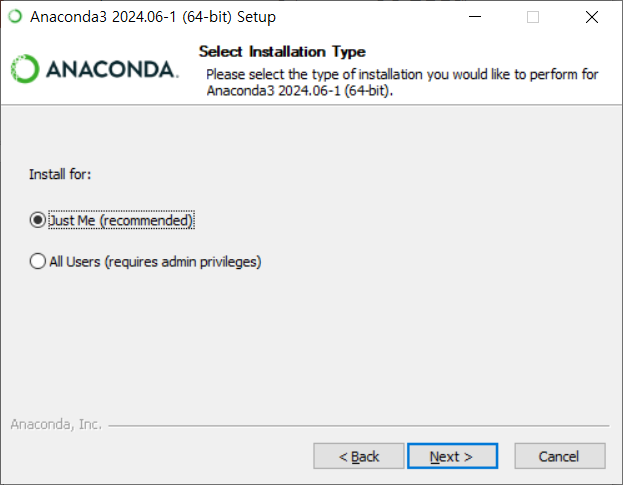 Anaconda3 2024.06-1 (64-bit) Setup
ANACONDA.
Select Installation Type
Please select the type of installation you would like to perform for
Anaconda3 2024.06-1 (64-bit).
Install for:
Just Me (recommended)
All Users (requires admin privileges)
Anaconda, Inc.
< Back
Next >
Cancel